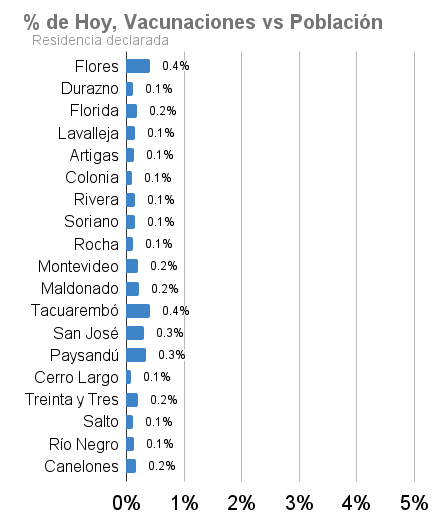 % de Hoy, Vacunaciones vs Población
Residencia declarada
Flores 0.4%
Durazno 0.1%
Florida 0.2%
Lavalleja 0.1%
Artigas 0.1%
Colonia 0.1%
Rivera 0.1%
Soriano 0.1%
Rocha 0.1%
Montevideo 0.2%
Maldonado 0.2%
Tacuarembó 0.4%
San José 0.3%
Paysandú 0.3%
Cerro Largo 0.1%
Treinta y Tres 0.2%
Salto 0.1%
Río Negro 0.1%
Canelones 0.2%
0% 1% 2% 3% 4% 5%